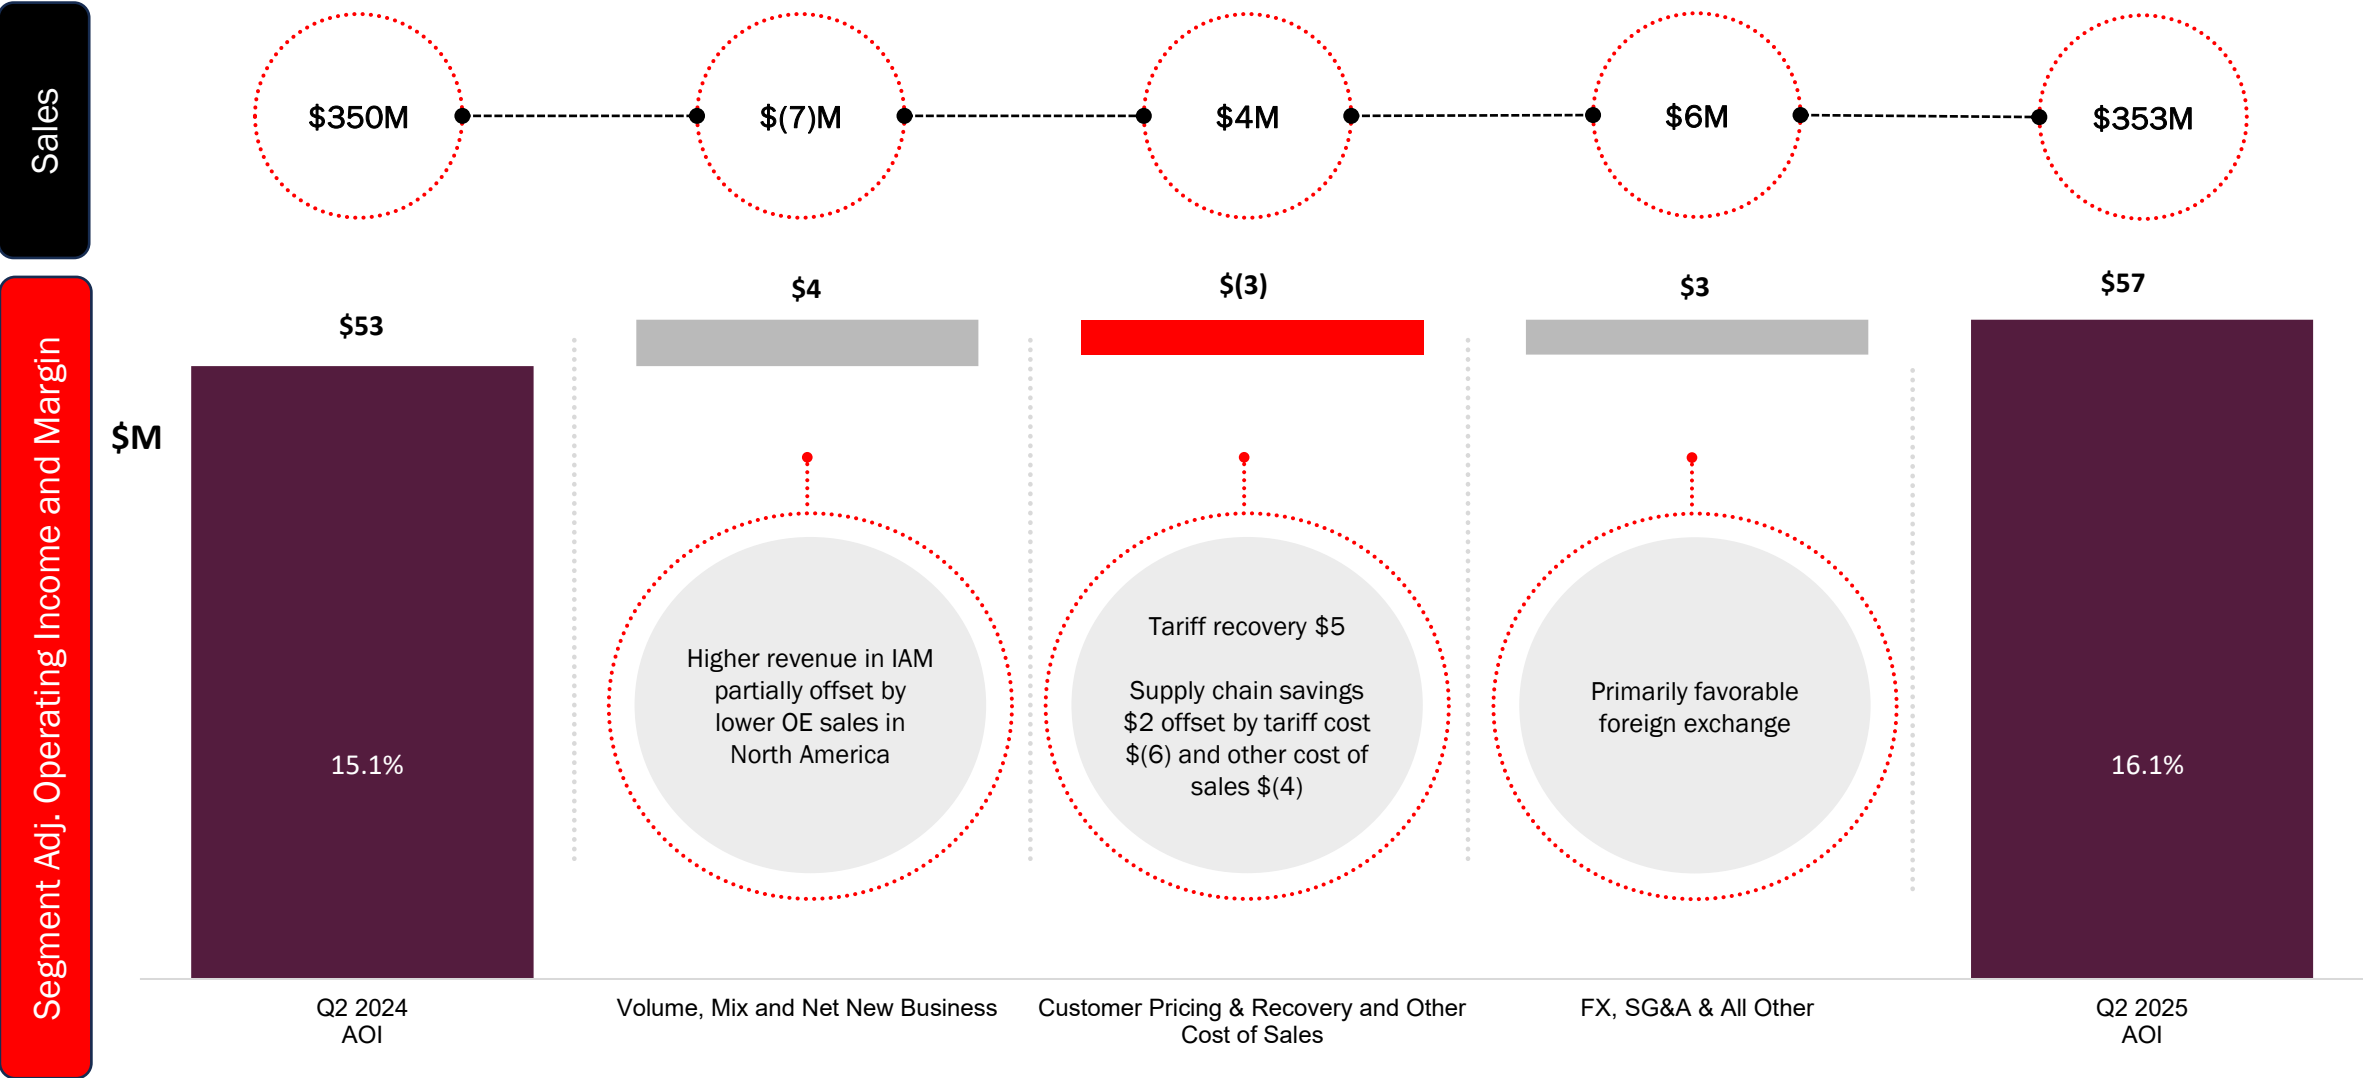 Sales
$350M
$(7)M
$4M
$6M
$353M
Segment Adj. Operating Income and Margin
$M
$53
$4
$(3)
$3
$57
15.1%
Higher revenue in IAM
partially offset by
lower OE sales in
North America
Tariff recovery $5
Supply chain savings
$2 offset by tariff cost
$(6) and other cost of
sales $(4)
Primarily favorable
foreign exchange
16.1%
Q2 2024
AOI
Volume, Mix and Net New Business
Customer Pricing & Recovery and Other
Cost of Sales
FX, SG&A & All Other
Q2 2025
AOI